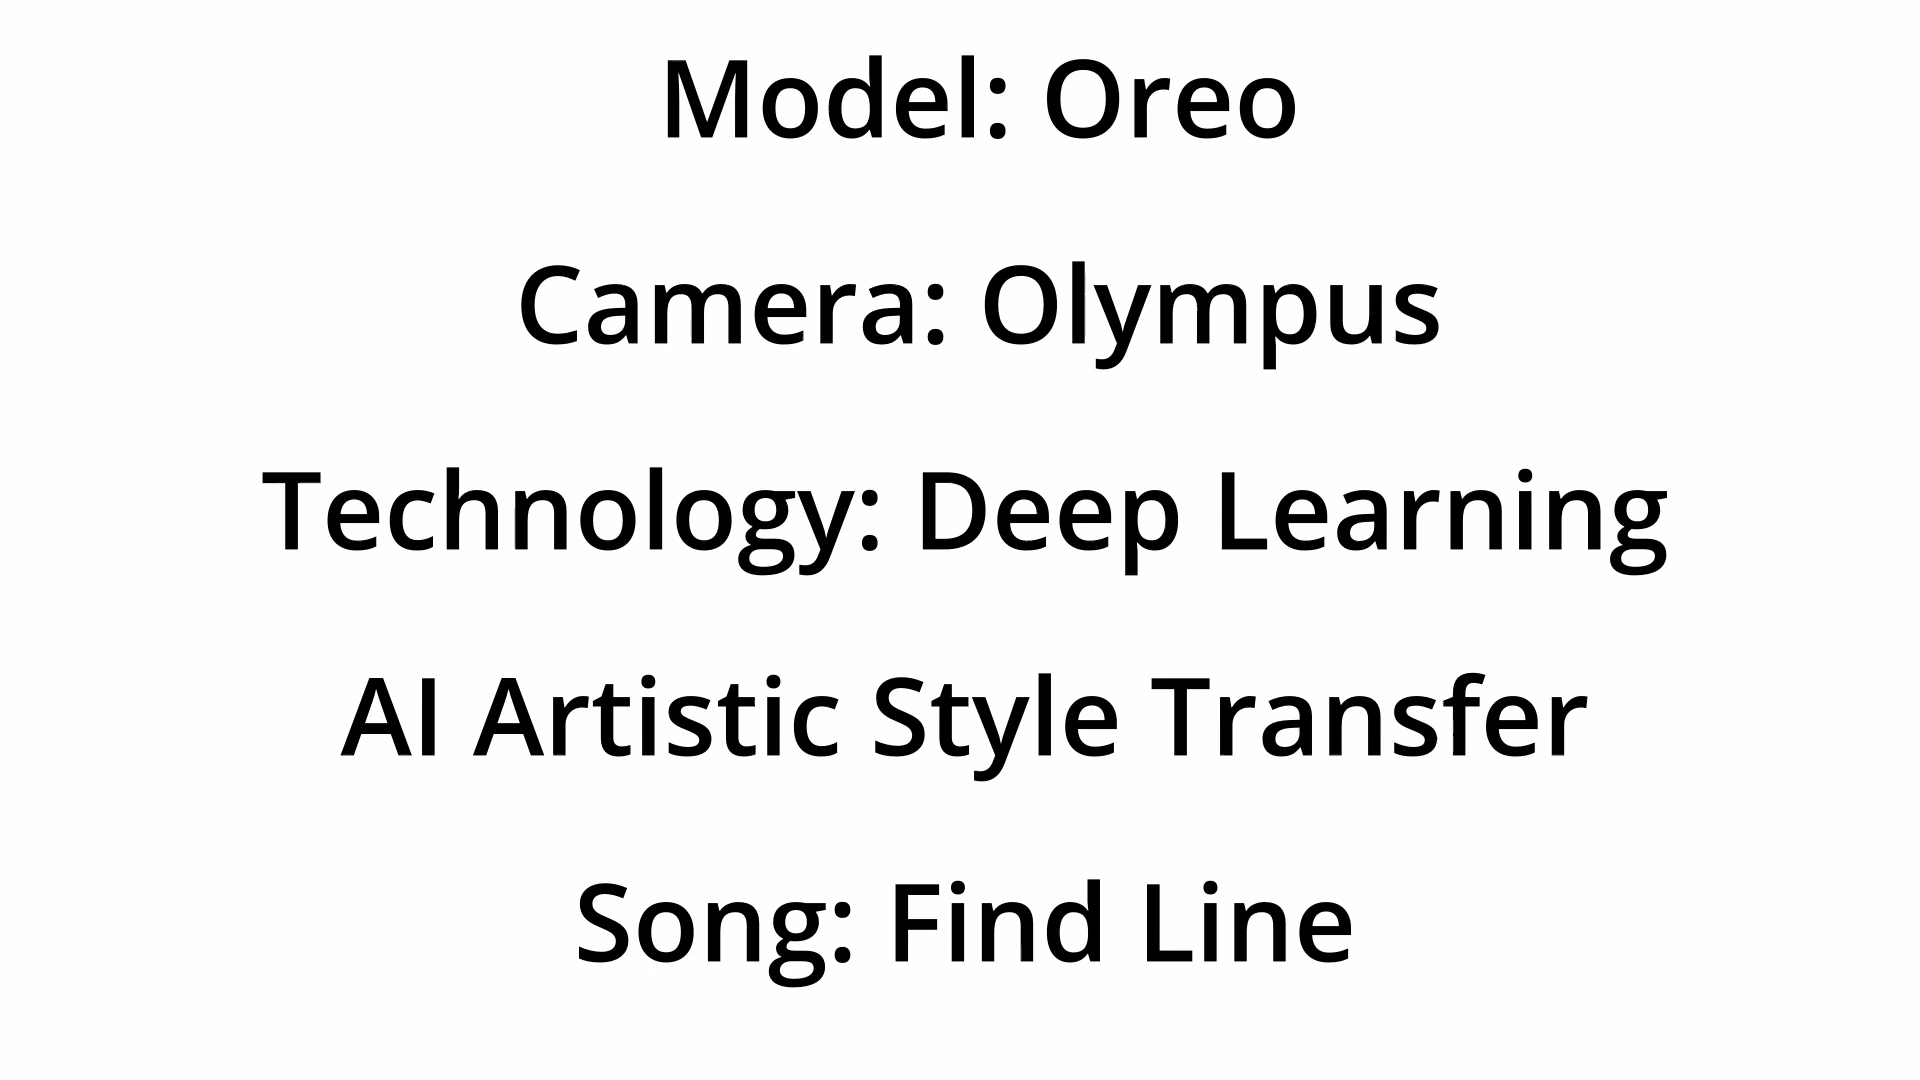 Model: Oreo
Camera: Olympus
Technology: Deep Learning
AI Artistic Style Transfer
Song: Find Line